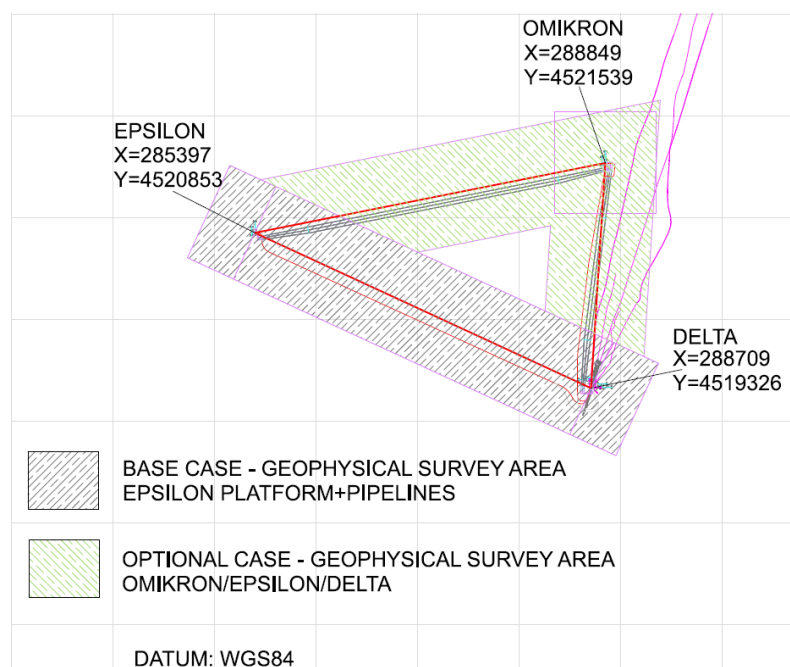 OMIKRON
X=288849
Y=4521539
EPSILON
X=285397
Y=4520853
DELTA
X=288709
Y=4519326
BASE CASE - GEOPHYSICAL SURVEY AREA
EPSILON PLATFORM+PIPELINES
OPTIONAL CASE - GEOPHYSICAL SURVEY AREA
OMIKRON/EPSILON/DELTA
DATUM: WGS84